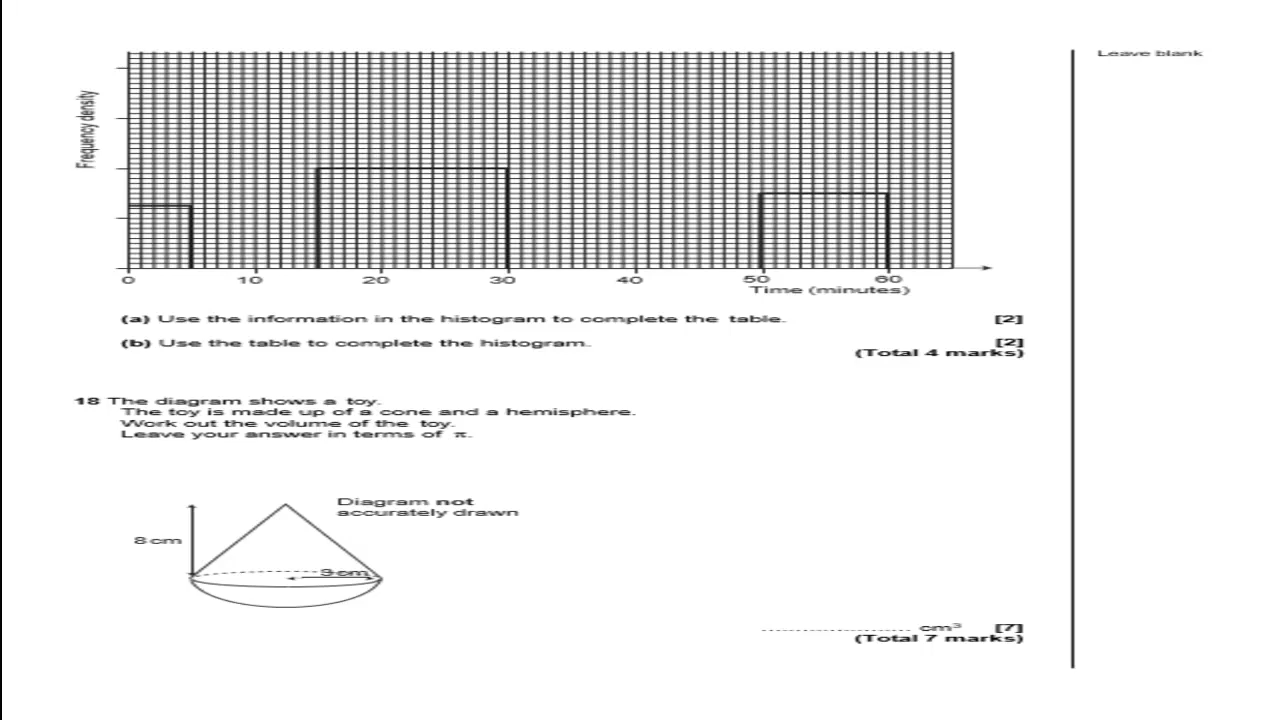 Leave blank
Frequency density
0 10 20 30 40 50 60
Time (minutes)
(a) Use the information in the histogram to complete the table. [2]
(b) Use the table to complete the histogram. [2]
(Total 4 marks)
18 The diagram shows a toy.
The toy is made up of a cone and a hemisphere.
Work out the volume of the toy.
Leave your answer in terms of π.
Diagram not
accurately drawn
8 cm
3 cm
.................... cm³ [7]
(Total 7 marks)